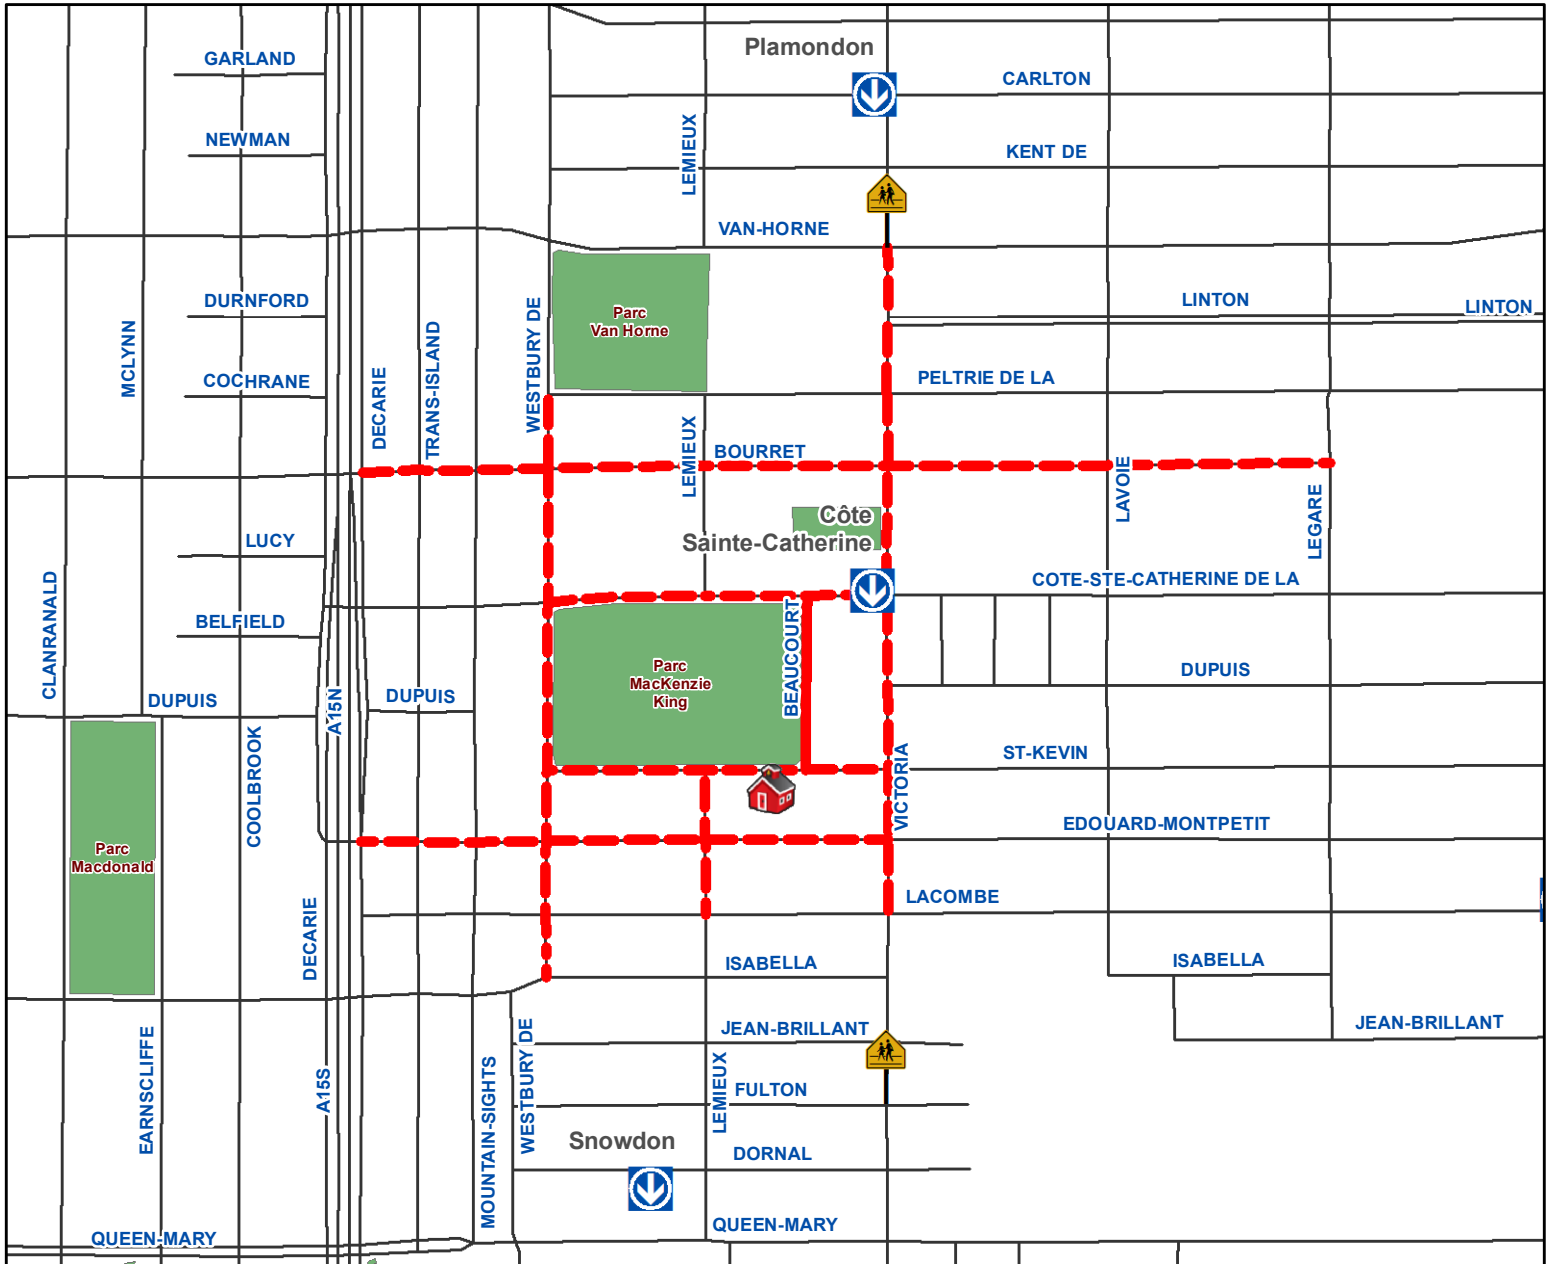 Plamondon
GARLAND
CARLTON
NEWMAN
LEMIEUX
KENT DE
VAN-HORNE
DURNFORD
LINTON
LINTON
Parc
Van Horne
MCLYNN
TRANS-ISLAND
WESTBURY DE
COCHRANE
DECARIE
PELTRIE DE LA
LEMIEUX
BOURRET
LAVOIE
LEGARE
Côte
Sainte-Catherine
LUCY
COTE-STE-CATHERINE DE LA
CLANRANALD
BELFIELD
BEAUCOURT
Parc
MacKenzie
King
DUPUIS
DUPUIS
DUPUIS
A15N
COOLBROOK
VICTORIA
ST-KEVIN
EDOUARD-MONTPETIT
Parc
Macdonald
DECARIE
LACOMBE
ISABELLA
ISABELLA
JEAN-BRILLANT
JEAN-BRILLANT
EARNSCLIFFE
A15S
MOUNTAIN-SIGHTS
WESTBURY DE
LEMIEUX
FULTON
Snowdon
DORNAL
QUEEN-MARY
QUEEN-MARY